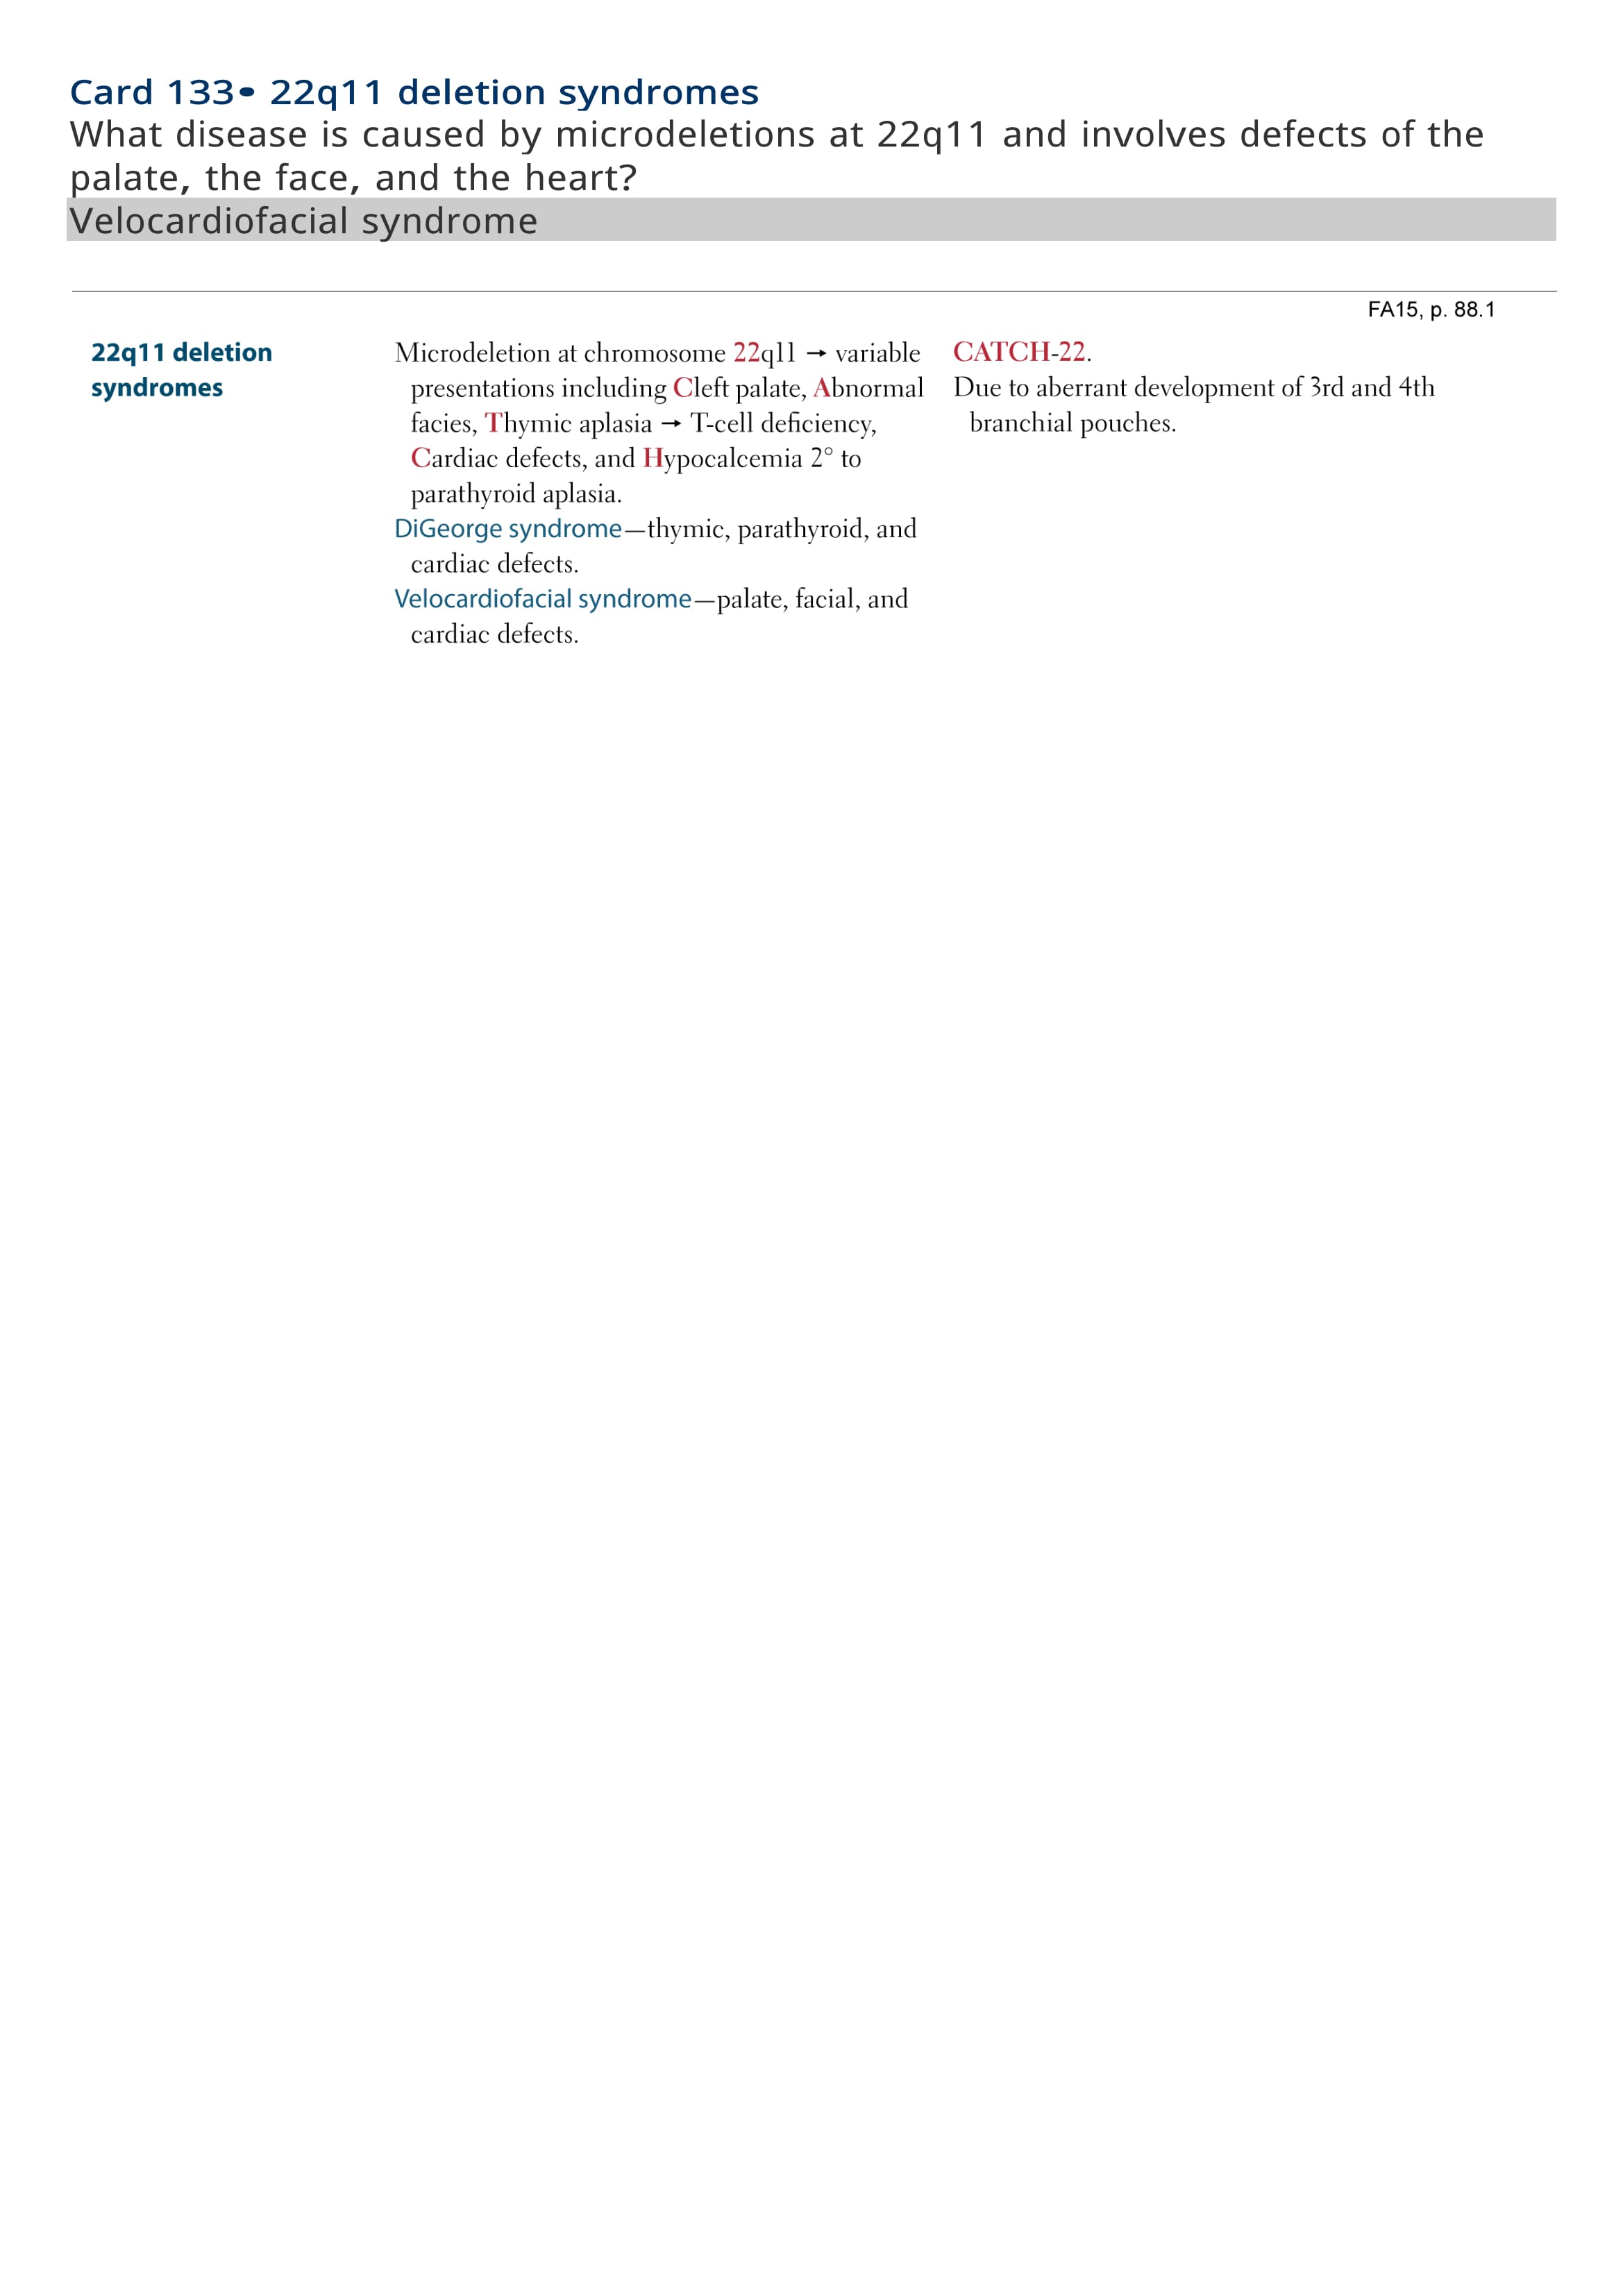 Card 133• 22q11 deletion syndromes
What disease is caused by microdeletions at 22q11 and involves defects of the
palate, the face, and the heart?
Velocardiofacial syndrome
FA15, p. 88.1
22q11 deletion
syndromes
Microdeletion at chromosome 22q11 → variable
presentations including Cleft palate, Abnormal
facies, Thymic aplasia → T-cell deficiency,
Cardiac defects, and Hypocalcemia 2° to
parathyroid aplasia.
DiGeorge syndrome—thymic, parathyroid, and
cardiac defects.
Velocardiofacial syndrome—palate, facial, and
cardiac defects.
CATCH-22.
Due to aberrant development of 3rd and 4th
branchial pouches.